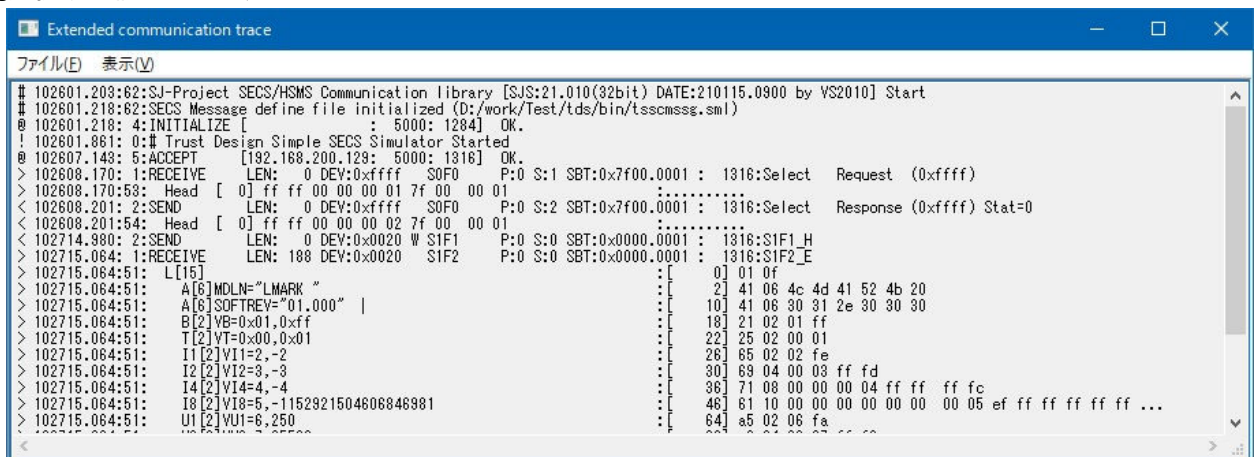 Extended communication trace
ファイル(F) 表示(V)
# 102601.203:62:SJ-Project SECS/HSMS Communication library [SJS:21.010(32bit) DATE:210115.0900 by VS2010] Start
# 102601.218:62:SECS Message define file initialized (D:/work/Test/tds/bin/tsscmssg.sml)
@ 102601.218: 4:INITIALIZE [ : 5000: 1284] OK.
! 102601.861: 0:# Trust Design Simple SECS Simulator Started
@ 102607.143: 5:ACCEPT [192.168.200.129: 5000: 1316] OK.
> 102608.170: 1:RECEIVE LEN: 0 DEV:0xffff S0F0 P:0 S:1 SBT:0x7f00.0001 : 1316:Select Request (0xffff)
> 102608.170:53: Head [ 0] ff ff 00 00 00 01 7f 00 00 01 :..........
< 102608.201: 2:SEND LEN: 0 DEV:0xffff S0F0 P:0 S:2 SBT:0x7f00.0001 : 1316:Select Response (0xffff) Stat=0
< 102608.201:54: Head [ 0] ff ff 00 00 00 02 7f 00 00 01 :..........
< 102714.980: 2:SEND LEN: 0 DEV:0x0020 W S1F1 P:0 S:0 SBT:0x0000.0001 : 1316:S1F1_H
> 102715.064: 1:RECEIVE LEN: 188 DEV:0x0020 S1F2 P:0 S:0 SBT:0x0000.0001 : 1316:S1F2_E
> 102715.064:51: L[15] :[ 0] 01 0f
> 102715.064:51: A[6]MDLN="LMARK " :[ 2] 41 06 4c 4d 41 52 4b 20
> 102715.064:51: A[6]SOFTREV="01.000" | :[ 10] 41 06 30 31 2e 30 30 30
> 102715.064:51: B[2]VB=0x01,0xff :[ 18] 21 02 01 ff
> 102715.064:51: T[2]VT=0x00,0x01 :[ 22] 25 02 00 01
> 102715.064:51: I1[2]VI1=2,-2 :[ 26] 65 02 02 fe
> 102715.064:51: I2[2]VI2=3,-3 :[ 30] 69 04 00 03 ff fd
> 102715.064:51: I4[2]VI4=4,-4 :[ 36] 71 08 00 00 00 04 ff ff ff fc
> 102715.064:51: I8[2]VI8=5,-1152921504606846981 :[ 46] 61 10 00 00 00 00 00 00 00 05 ef ff ff ff ff ff ...
> 102715.064:51: U1[2]VU1=6,250 :[ 64] a5 02 06 fa